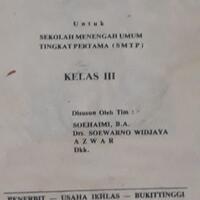 Untuk
SEKOLAH MENENGAH UMUM
TINGKAT PERTAMA (SMTP)
KELAS III
Disusun Oleh Tim :
SOEHAIMI, B.A.
Drs. SOEWARNO WIDJAYA
AZWAR
Dkk.
PENERBIT — USAHA IKHLAS — BUKITTINGGI